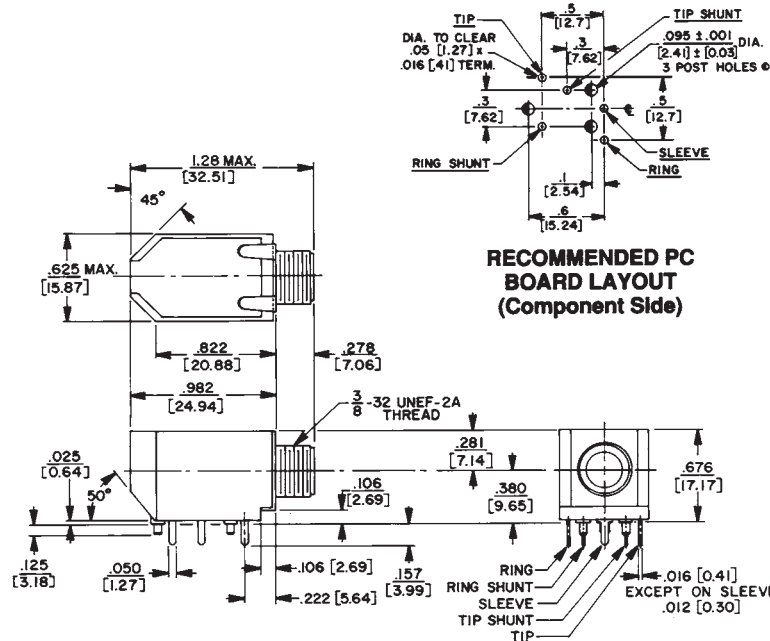 TIP
DIA. TO CLEAR
.05 [1.27] x
.016 [.41] TERM.
.5
[12.7]
.3
[7.62]
TIP SHUNT
.095 ±.001 DIA.
[2.41] ± [0.03]
3 POST HOLES
.3
[7.62]
.5
[12.7]
RING SHUNT
SLEEVE
RING
.1
[2.54]
.6
[15.24]
RECOMMENDED PC
BOARD LAYOUT
(Component Side)
1.28 MAX.
[32.51]
45°
.625 MAX.
[15.87]
.822
[20.88]
.278
[7.06]
.982
[24.94]
3/8 -32 UNEF-2A
THREAD
.025
[0.64]
50°
.106
[2.69]
.281
[7.14]
.380
[9.65]
.676
[17.17]
.125
[3.18]
.050
[1.27]
.106 [2.69]
.222 [5.64]
.157
[3.99]
RING
RING SHUNT
SLEEVE
TIP SHUNT
TIP
.016 [0.41]
EXCEPT ON SLEEVE
.012 [0.30]